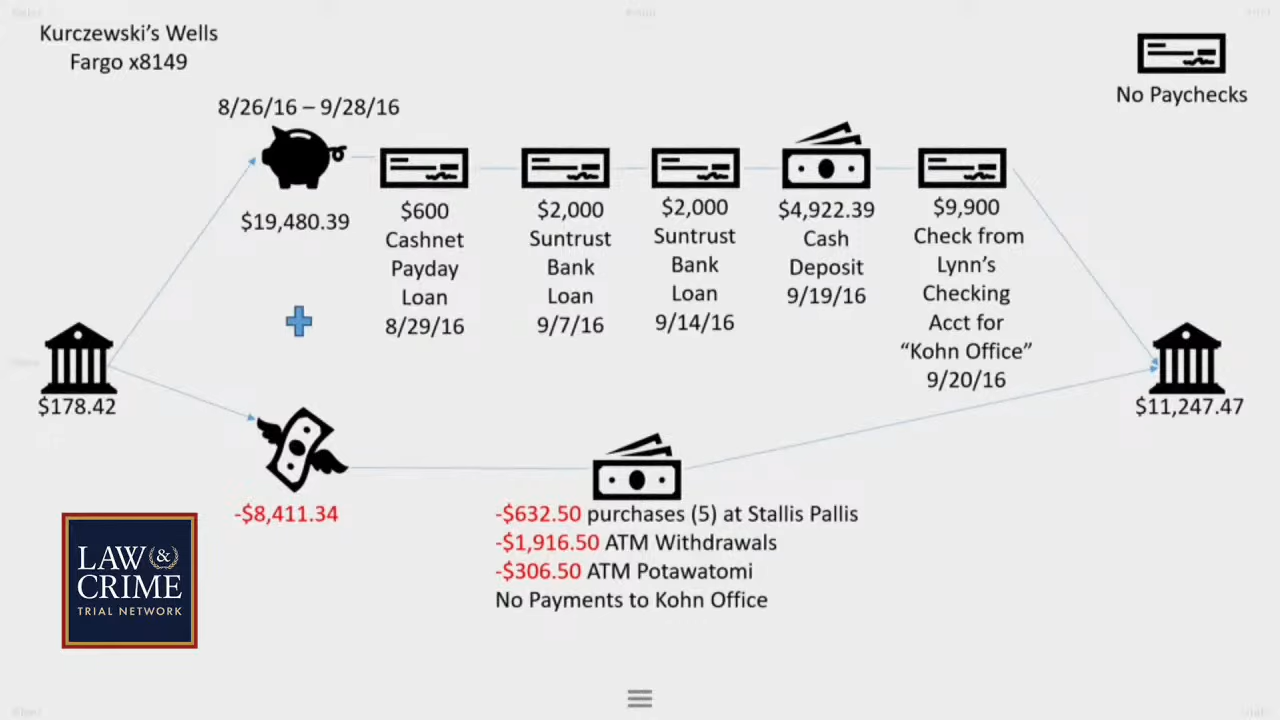 Kurczewski's Wells
Fargo x8149
No Paychecks
8/26/16 – 9/28/16
$19,480.39
$600
Cashnet
Payday
Loan
8/29/16
$2,000
Suntrust
Bank
Loan
9/7/16
$2,000
Suntrust
Bank
Loan
9/14/16
$4,922.39
Cash
Deposit
9/19/16
$9,900
Check from
Lynn's
Checking
Acct for
“Kohn Office”
9/20/16
$178.42
$11,247.47
-$8,411.34
-$632.50 purchases (5) at Stallis Pallis
-$1,916.50 ATM Withdrawals
-$306.50 ATM Potawatomi
No Payments to Kohn Office
LAW &
CRIME
TRIAL NETWORK